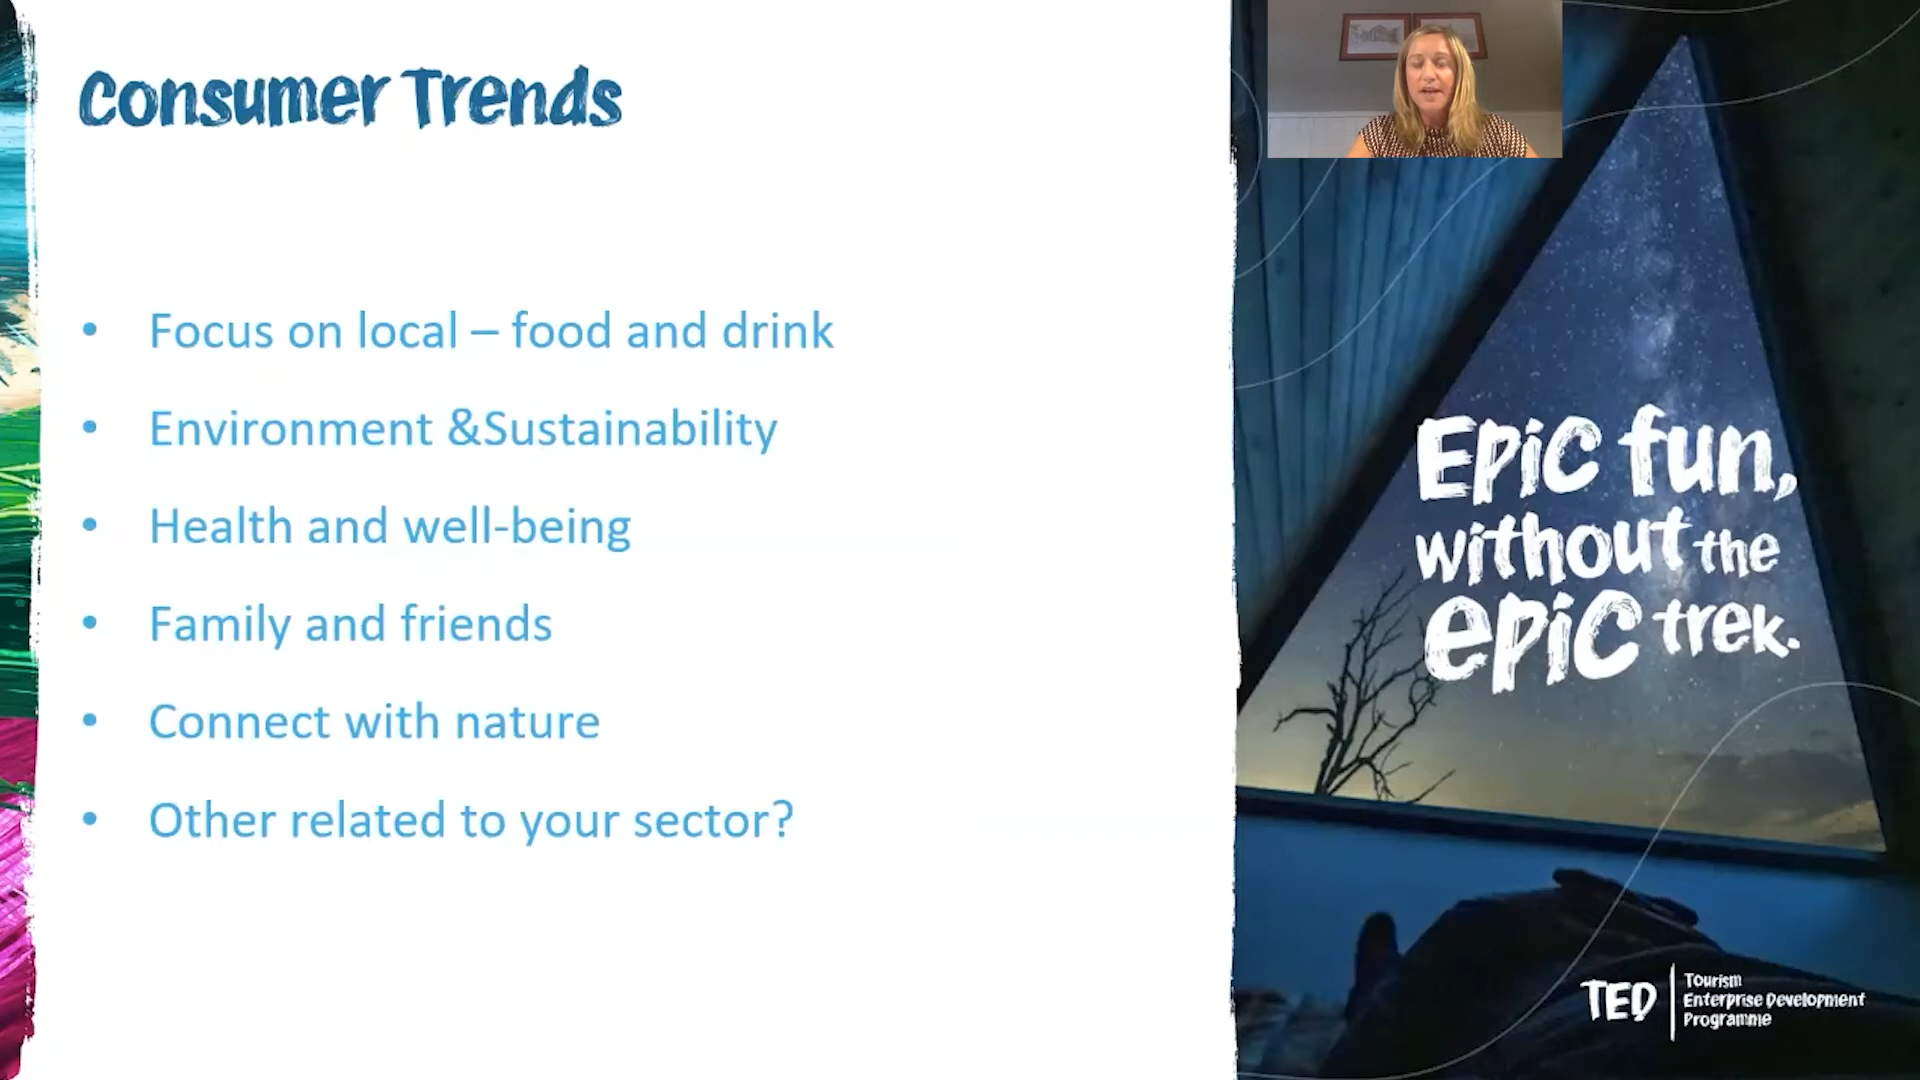 Consumer Trends
• Focus on local – food and drink
• Environment &Sustainability
• Health and well-being
• Family and friends
• Connect with nature
• Other related to your sector?
Epic fun,
without the
epic trek.
TED
Tourism
Enterprise Development
Programme